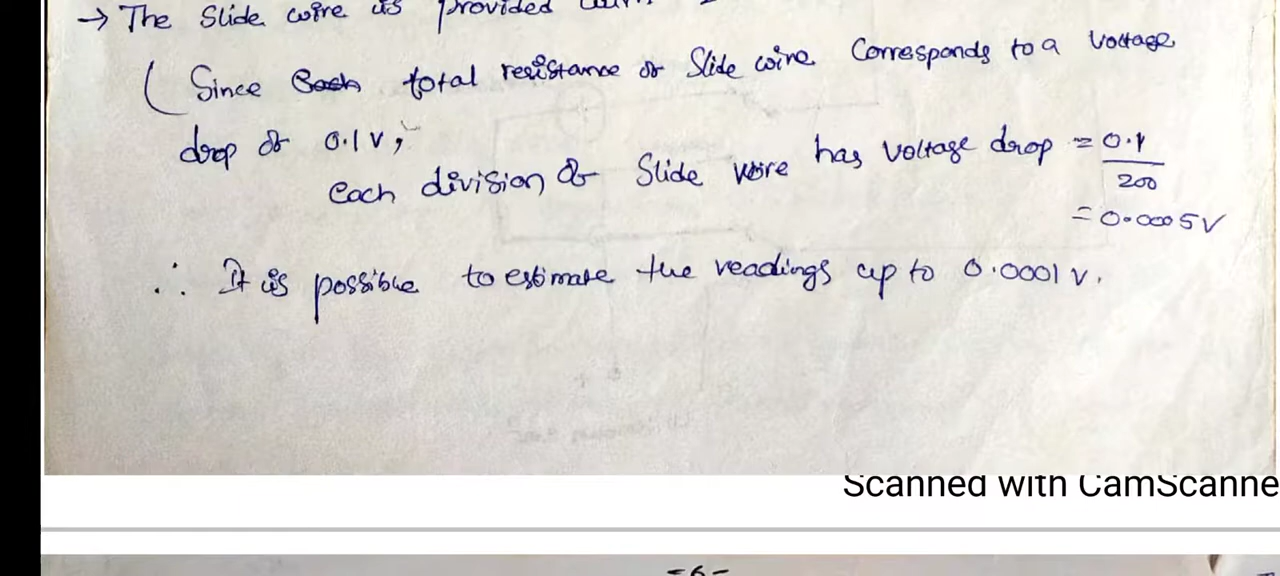 → The Slide wire is provided
( Since total resistance of Slide wire Corresponds to a Voltage
drop of 0.1 V,
each division of Slide wire has Voltage drop = 0.1
200
= 0.0005V
∴ It is possible to estimate the readings up to 0.0001 v.
Scanned with CamScanne
-6-